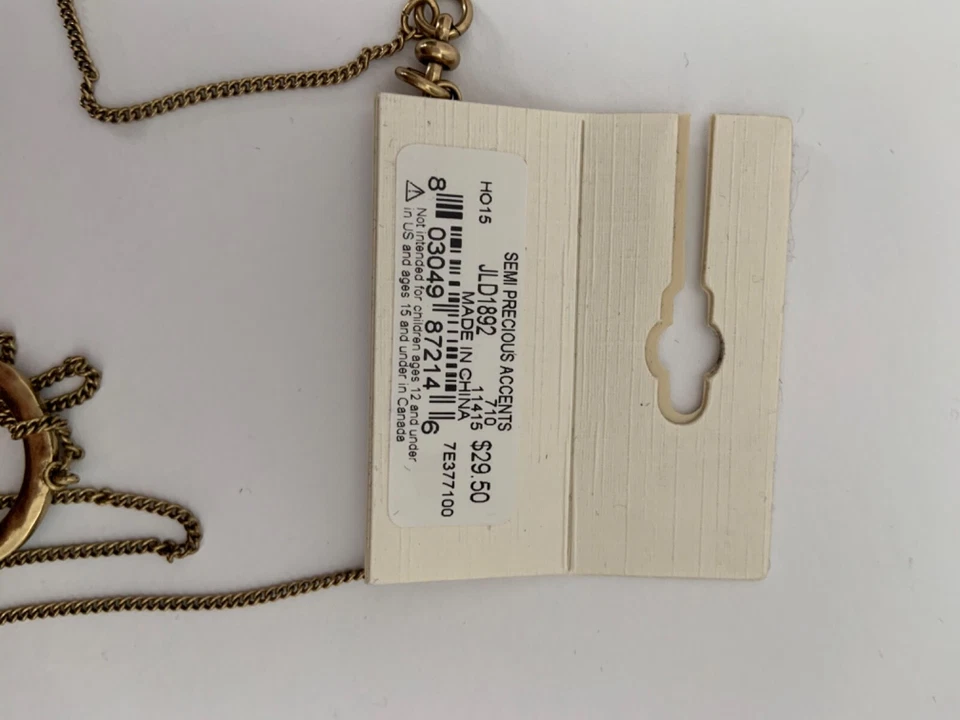 SEMI PRECIOUS ACCENTS
710
HO15 JLD1892 11415 $29.50
MADE IN CHINA
7E377100
8 03049 87214 6
Not intended for children ages 12 and under
in US and ages 15 and under in Canada